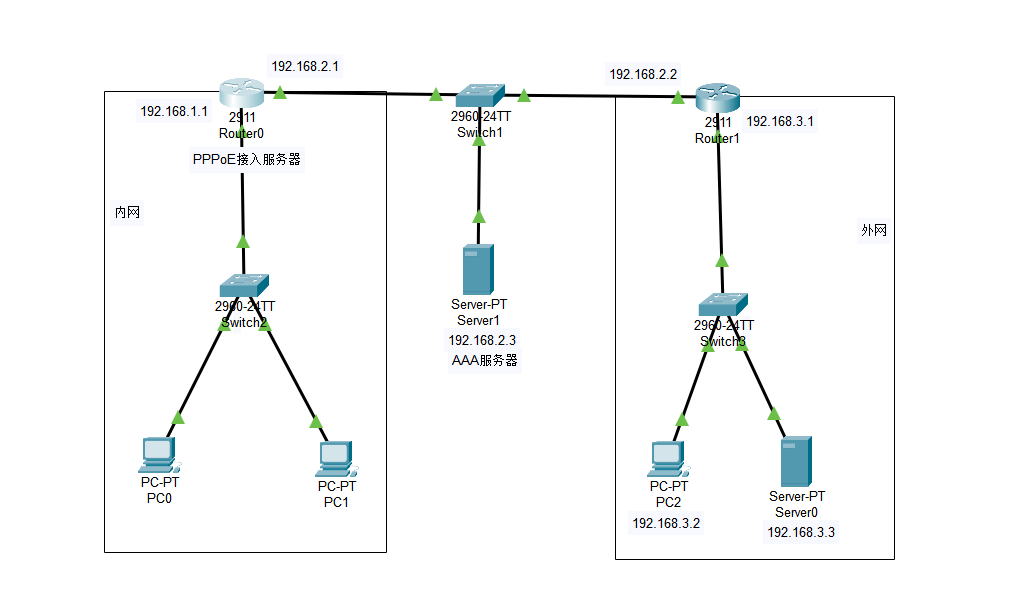 192.168.2.1
192.168.1.1
2911
Router0
PPPoE接入服务器
内网
2960-24TT
Switch2
PC-PT
PC0
PC-PT
PC1
2960-24TT
Switch1
Server-PT
Server1
192.168.2.3
AAA服务器
192.168.2.2
2911
Router1
192.168.3.1
外网
2960-24TT
Switch3
PC-PT
PC2
192.168.3.2
Server-PT
Server0
192.168.3.3